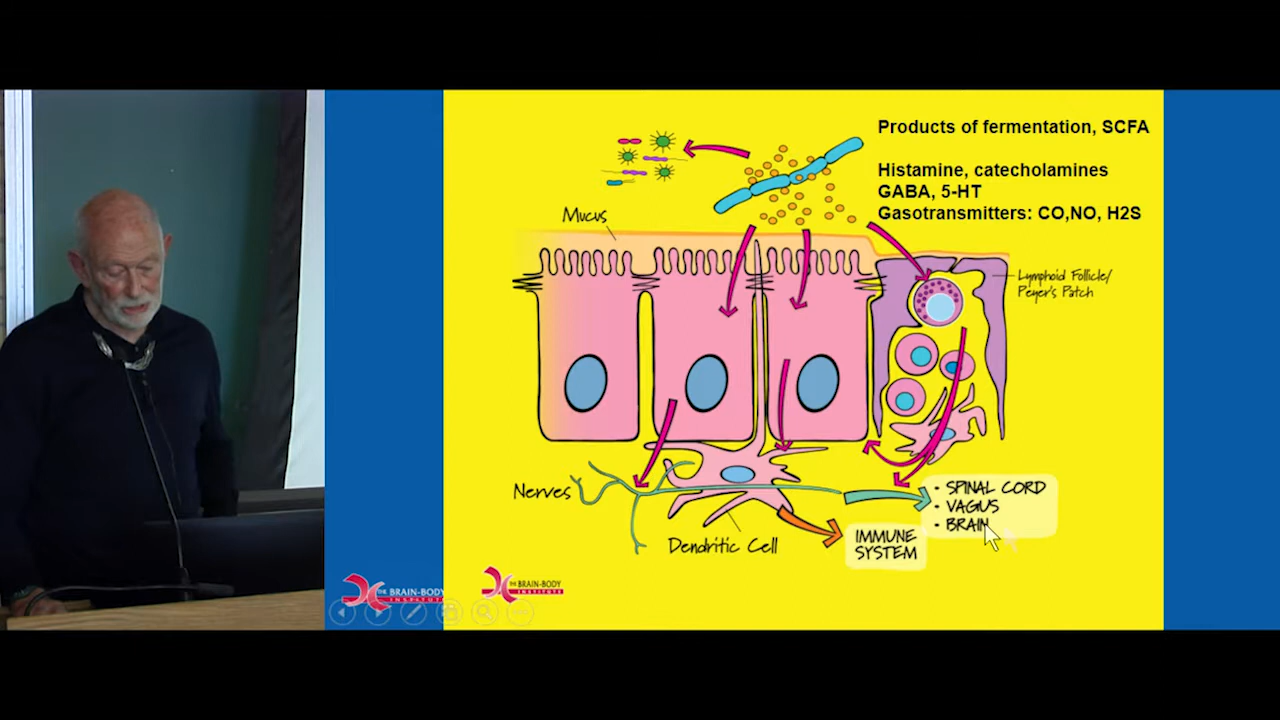 Products of fermentation, SCFA
Histamine, catecholamines
GABA, 5-HT
Gasotransmitters: CO,NO, H2S
Mucus
Lymphoid Follicle/
Peyer's Patch
Nerves
• SPINAL CORD
• VAGUS
• BRAIN
Dendritic Cell
IMMUNE
SYSTEM
THE BRAIN-BODY
INSTITUTE
THE BRAIN-BODY
INSTITUTE